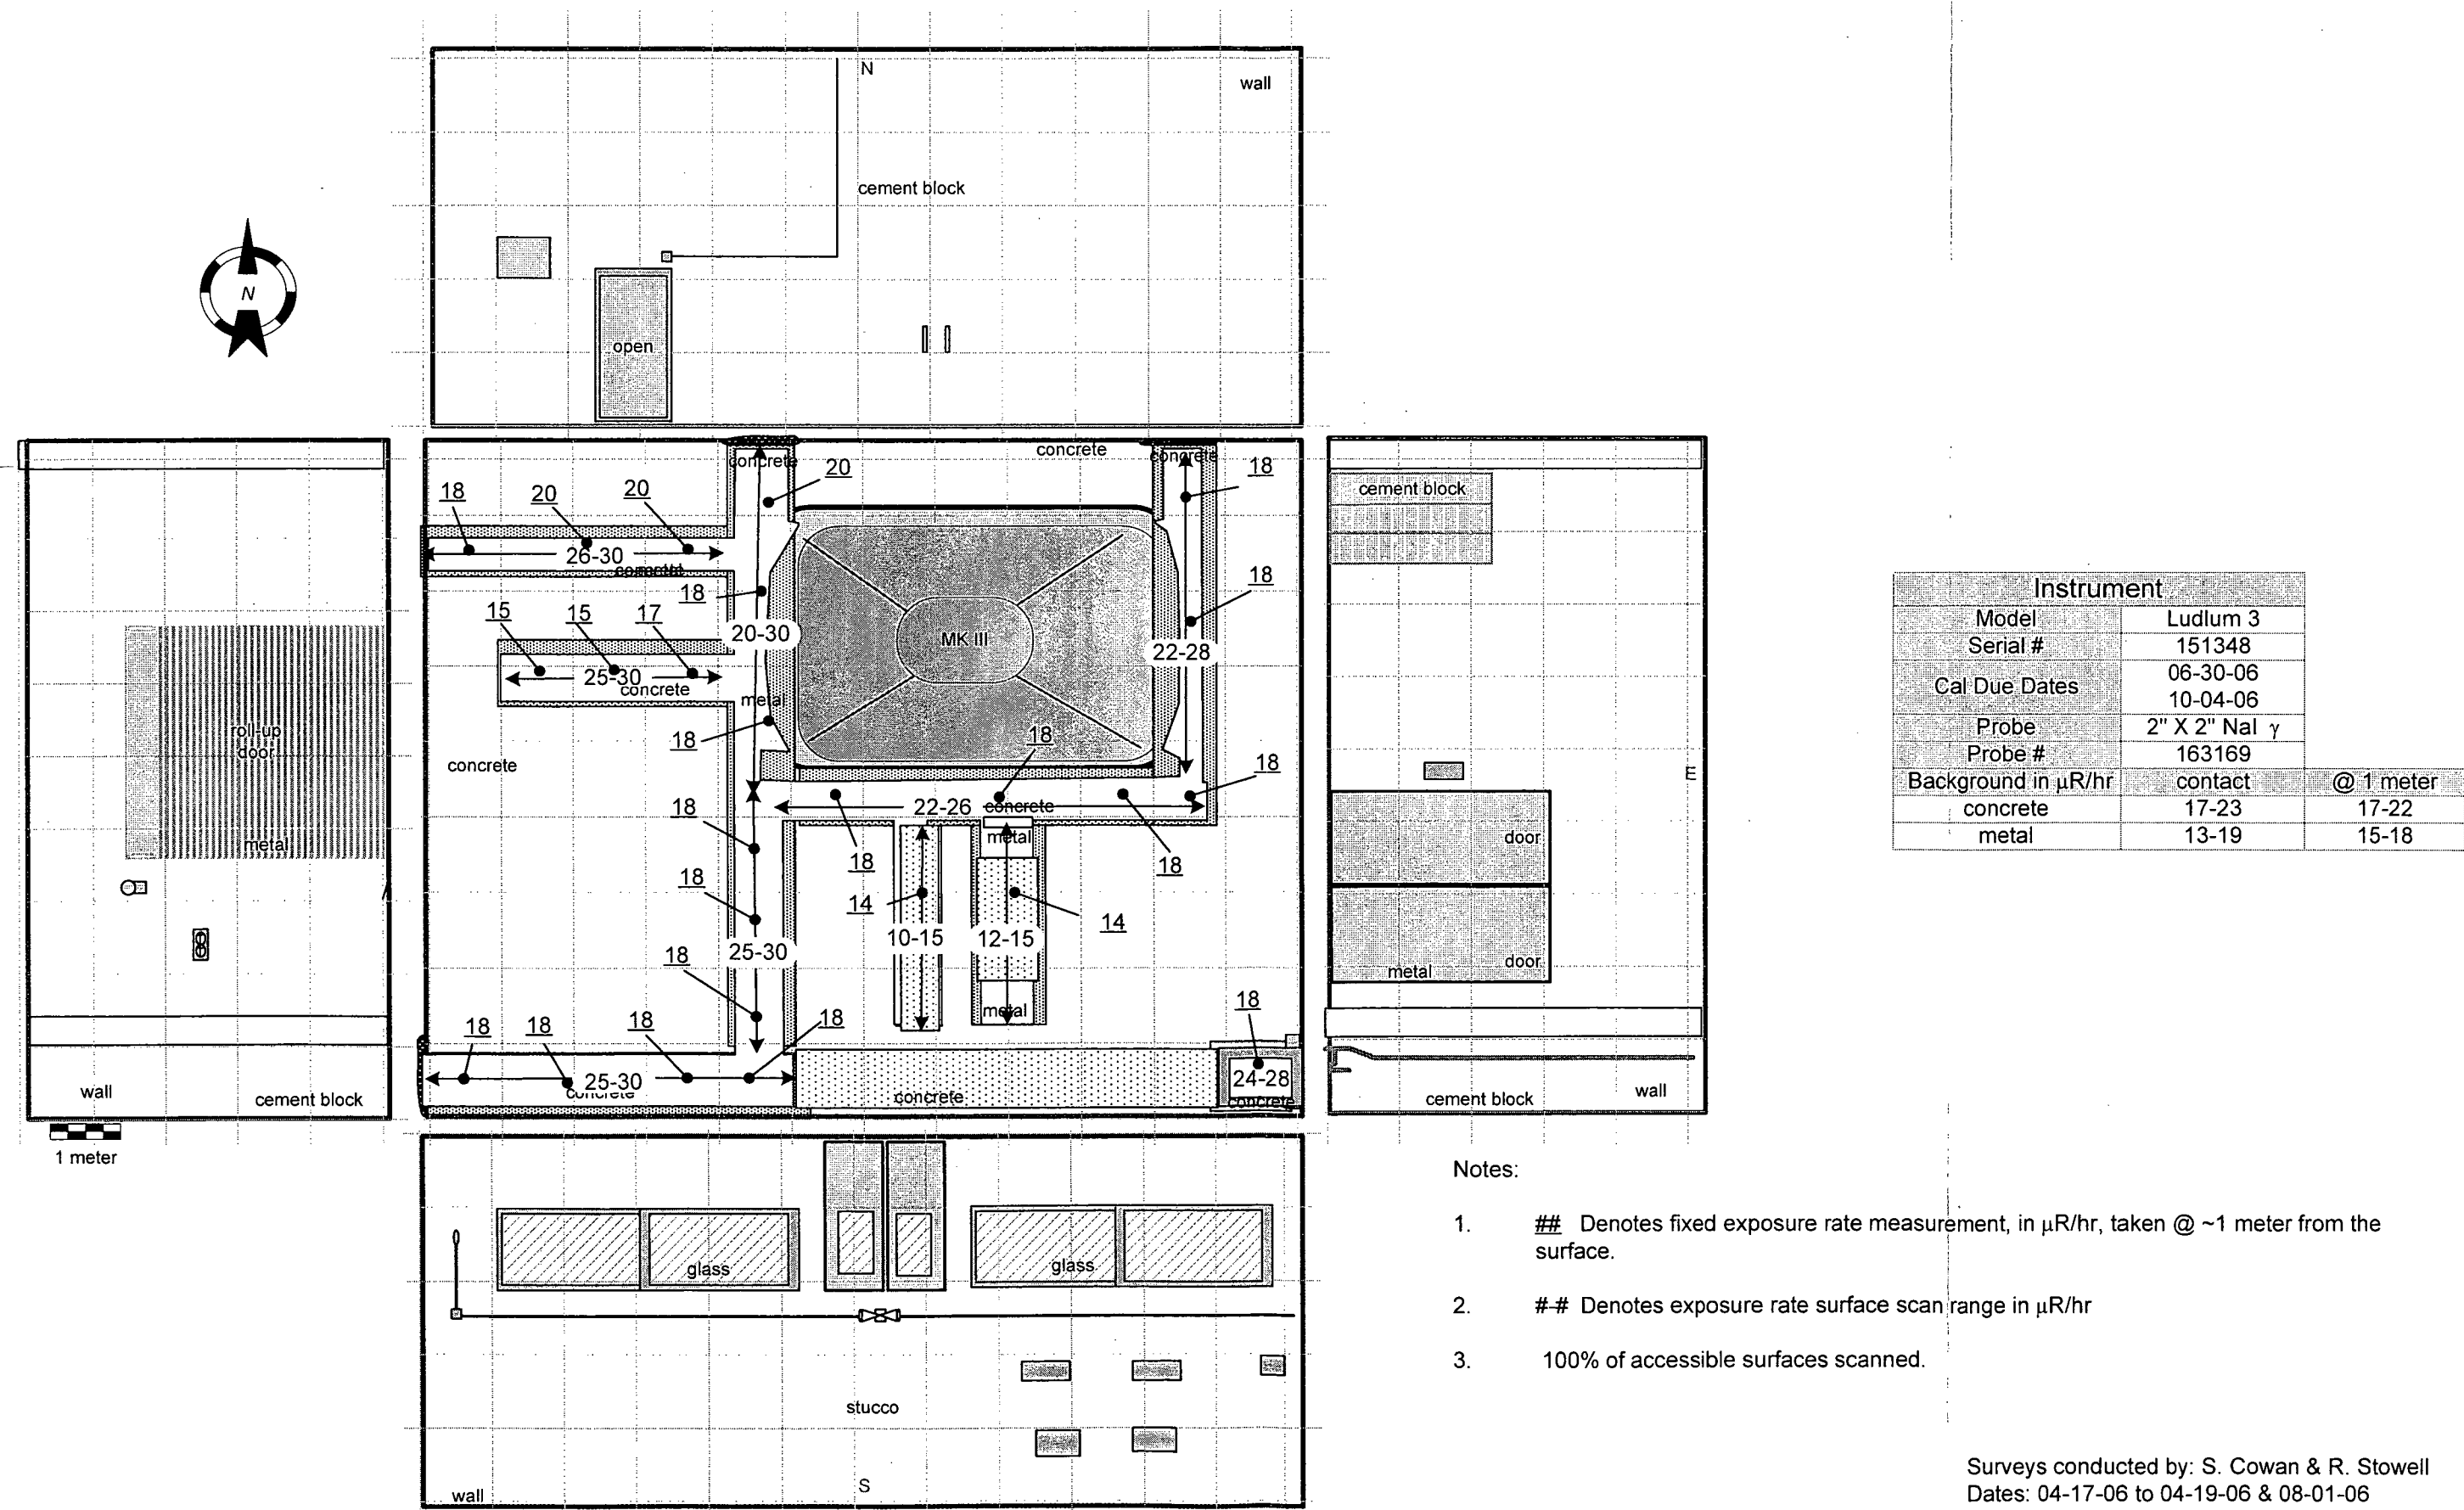 N
wall
cement block
N
open
concrete
concrete
concrete
20
18
18
20
20
cement block
26-30
concrete
18
18
15
15
17
20-30
MK III
22-28
25-30
concrete
metal
roll-up
door
18
18
18
concrete
E
22-26
concrete
18
metal
18
18
metal
door
18
14
14
10-15
12-15
25-30
18
metal
door
metal
18
18
18
18
18
25-30
concrete
concrete
24-28
concrete
wall
cement block
cement block
wall
1 meter
glass
glass
stucco
S
wall
Instrument
Model Ludlum 3
Serial # 151348
Cal Due Dates 06-30-06
10-04-06
Probe 2" X 2" NaI γ
Probe # 163169
Background in μR/hr contact @ 1 meter
concrete 17-23 17-22
metal 13-19 15-18
Notes:
1. ## Denotes fixed exposure rate measurement, in μR/hr, taken @ ~1 meter from the
surface.
2. #-# Denotes exposure rate surface scan range in μR/hr
3. 100% of accessible surfaces scanned.
Surveys conducted by: S. Cowan & R. Stowell
Dates: 04-17-06 to 04-19-06 & 08-01-06